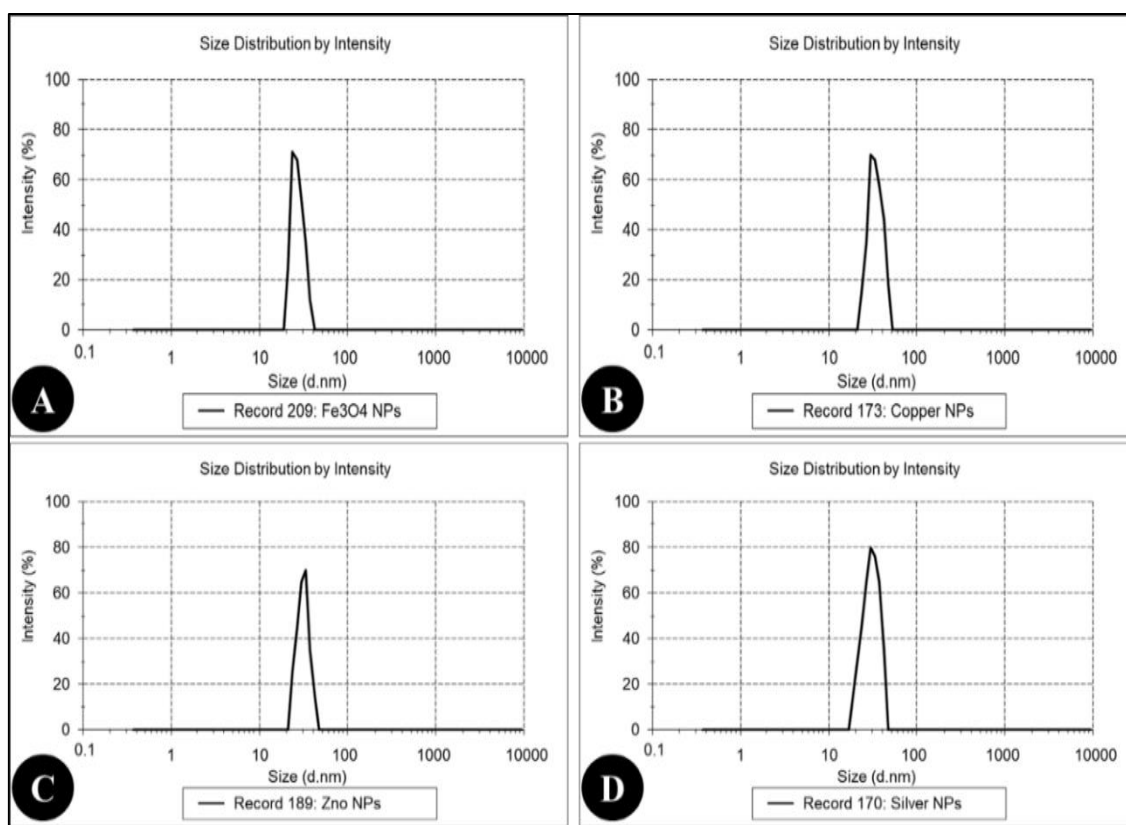 Size Distribution by Intensity
100
80
60
40
20
0
Intensity (%)
0.1 1 10 100 1000 10000
Size (d.nm)
A
Record 209: Fe3O4 NPs
Size Distribution by Intensity
100
80
60
40
20
0
Intensity (%)
0.1 1 10 100 1000 10000
Size (d.nm)
B
Record 173: Copper NPs
Size Distribution by Intensity
100
80
60
40
20
0
Intensity (%)
0.1 1 10 100 1000 10000
Size (d.nm)
C
Record 189: Zno NPs
Size Distribution by Intensity
100
80
60
40
20
0
Intensity (%)
0.1 1 10 100 1000 10000
Size (d.nm)
D
Record 170: Silver NPs